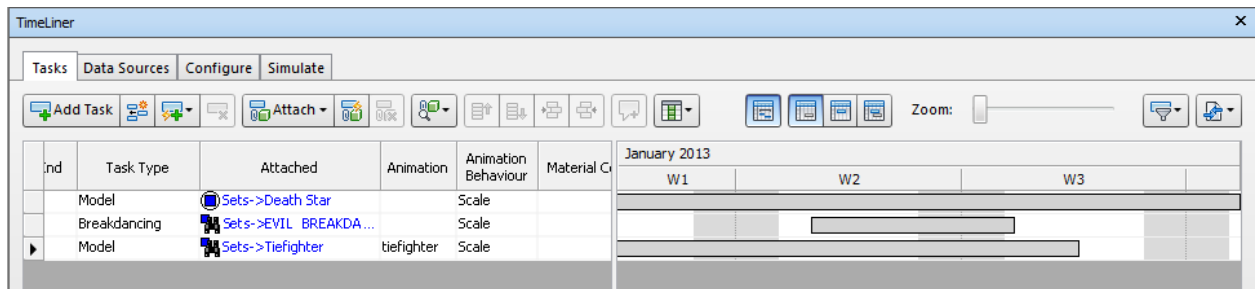 TimeLiner x
Tasks Data Sources Configure Simulate
Add Task Attach Zoom:
End Task Type Attached Animation Animation Behaviour Material C January 2013
W1 W2 W3
Model Sets->Death Star Scale
Breakdancing Sets->EVIL BREAKDA... Scale
Model Sets->Tiefighter tiefighter Scale